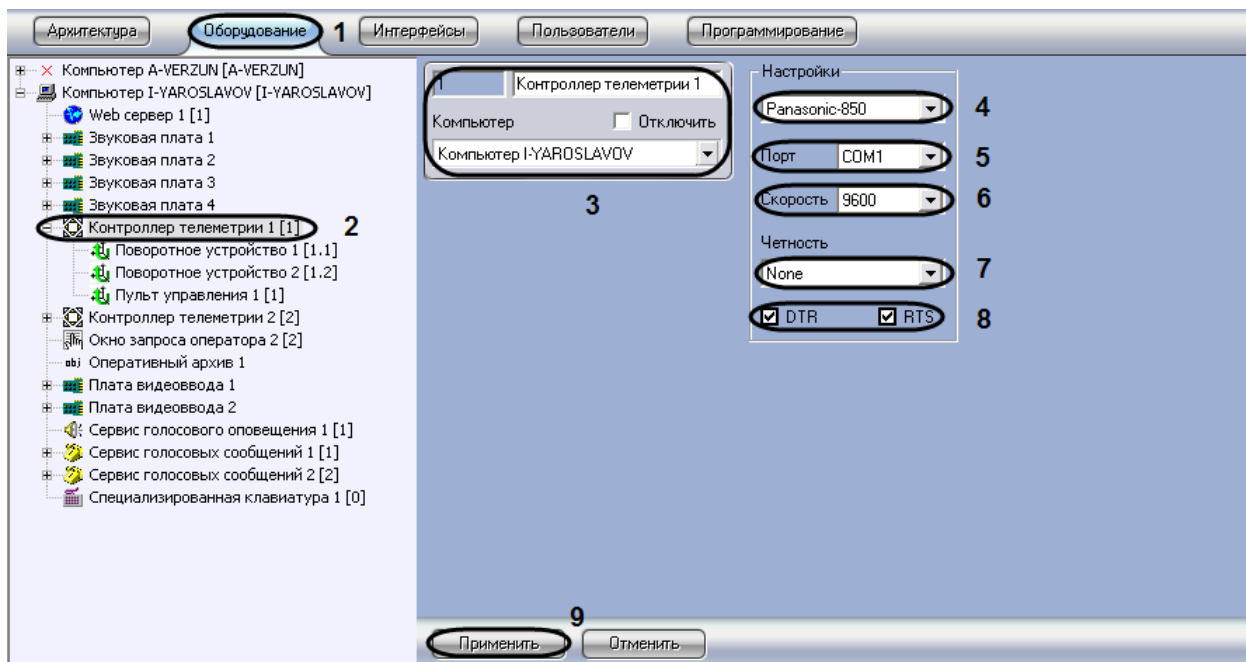 Архитектура Оборудование 1 Интерфейсы Пользователи Программирование
Компьютер A-VERZUN [A-VERZUN]
Компьютер I-YAROSLAVOV [I-YAROSLAVOV]
Web сервер 1 [1]
Звуковая плата 1
Звуковая плата 2
Звуковая плата 3
Звуковая плата 4
Контроллер телеметрии 1 [1] 2
Поворотное устройство 1 [1.1]
Поворотное устройство 2 [1.2]
Пульт управления 1 [1]
Контроллер телеметрии 2 [2]
Окно запроса оператора 2 [2]
obj Оперативный архив 1
Плата видеоввода 1
Плата видеоввода 2
Сервис голосового оповещения 1 [1]
Сервис голосовых сообщений 1 [1]
Сервис голосовых сообщений 2 [2]
Специализированная клавиатура 1 [0]
1 Контроллер телеметрии 1
Компьютер Отключить
Компьютер I-YAROSLAVOV
3
Настройки
Panasonic-850 4
Порт COM1 5
Скорость 9600 6
Четность
None 7
DTR RTS 8
9
Применить Отменить